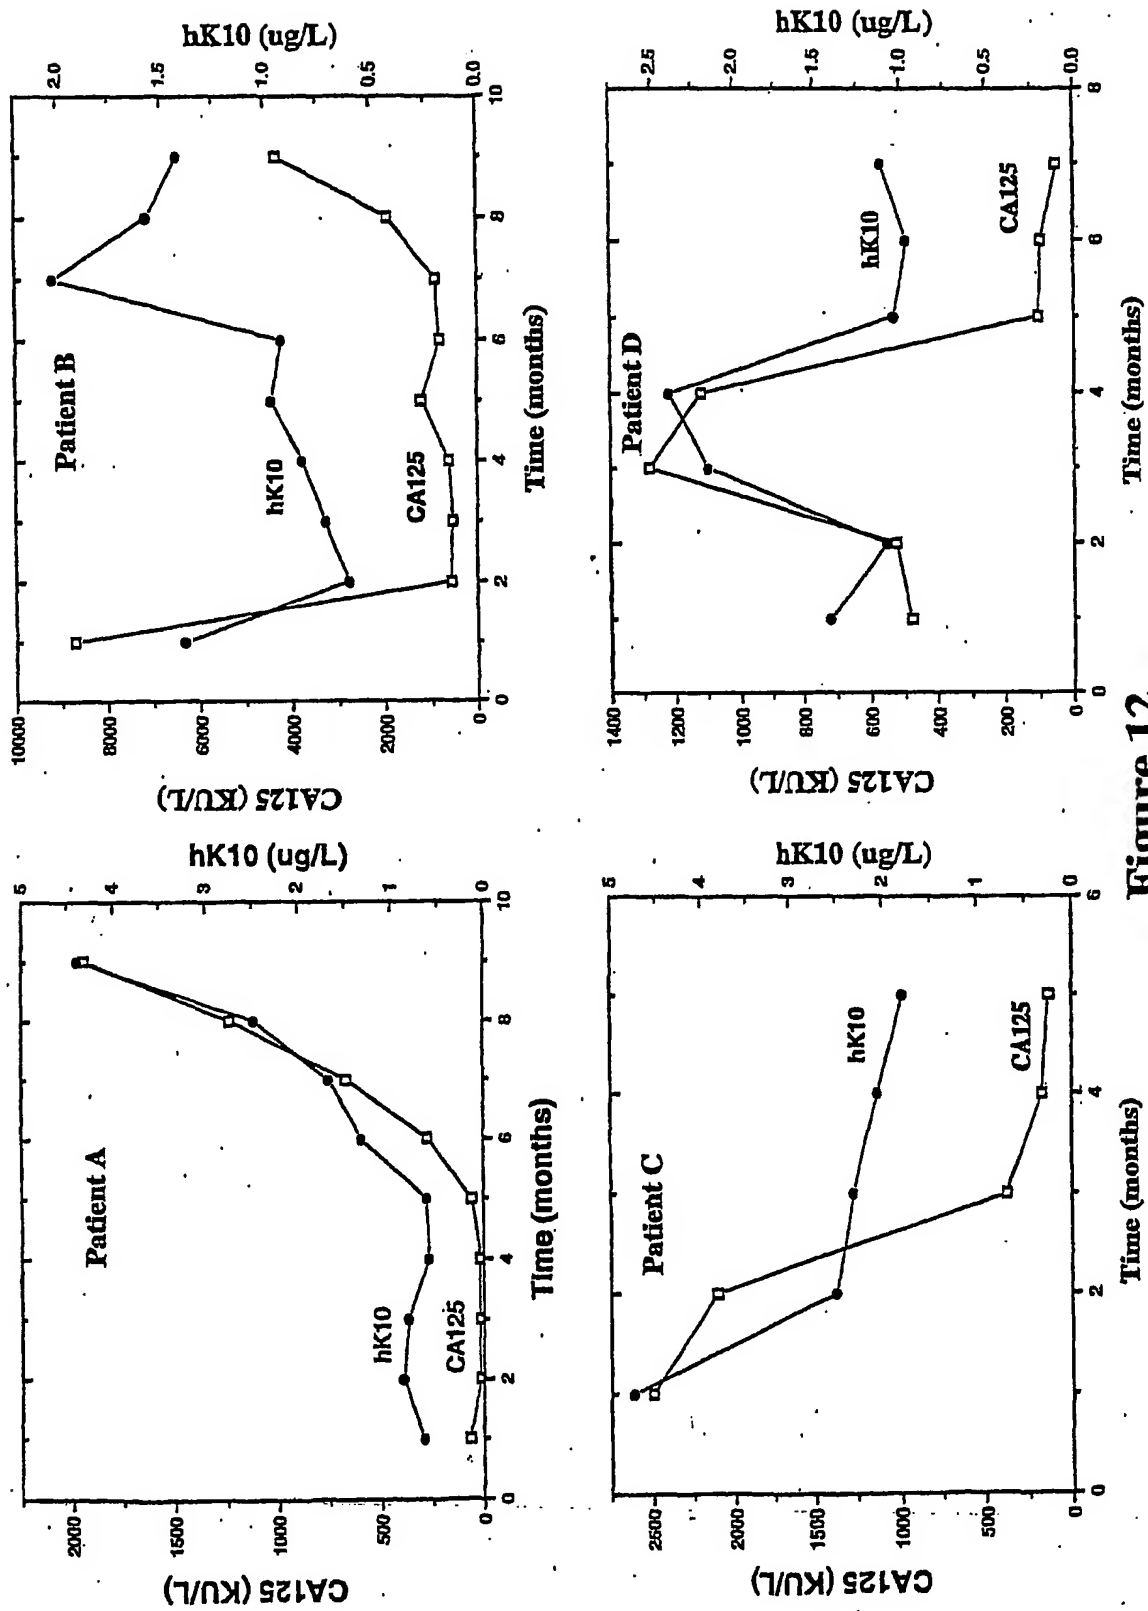 CA125 (KU/L)
2000
1500
1000
500
0
Patient A
hK10
CA125
0
2
4
6
8
10
Time (months)
5
4
3
2
1
0
hK10 (ug/L)
CA125 (KU/L)
10000
8000
6000
4000
2000
0
Patient B
hK10
CA125
0
2
4
6
8
10
Time (months)
2.0
1.5
1.0
0.5
0.0
hK10 (ug/L)
CA125 (KU/L)
2500
2000
1500
1000
500
0
Patient C
hK10
CA125
0
2
4
6
Time (months)
5
4
3
2
1
0
hK10 (ug/L)
CA125 (KU/L)
1400
1200
1000
800
600
400
200
0
Patient D
hK10
CA125
0
2
4
6
8
Time (months)
2.5
2.0
1.5
1.0
0.5
0.0
hK10 (ug/L)
Figure 12